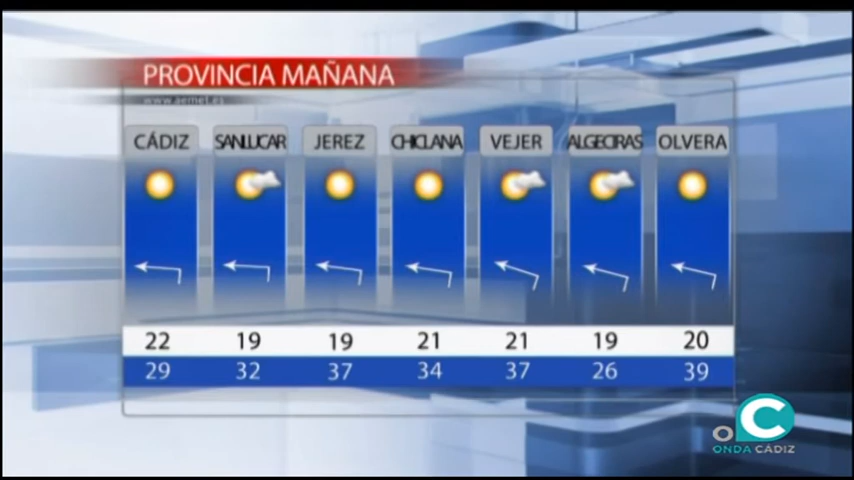 PROVINCIA MAÑANA
www.aemet.es
CÁDIZ SANLUCAR JEREZ CHICLANA VEJER ALGECIRAS OLVERA
22 19 19 21 21 19 20
29 32 37 34 37 26 39
O C
ONDA CÁDIZ